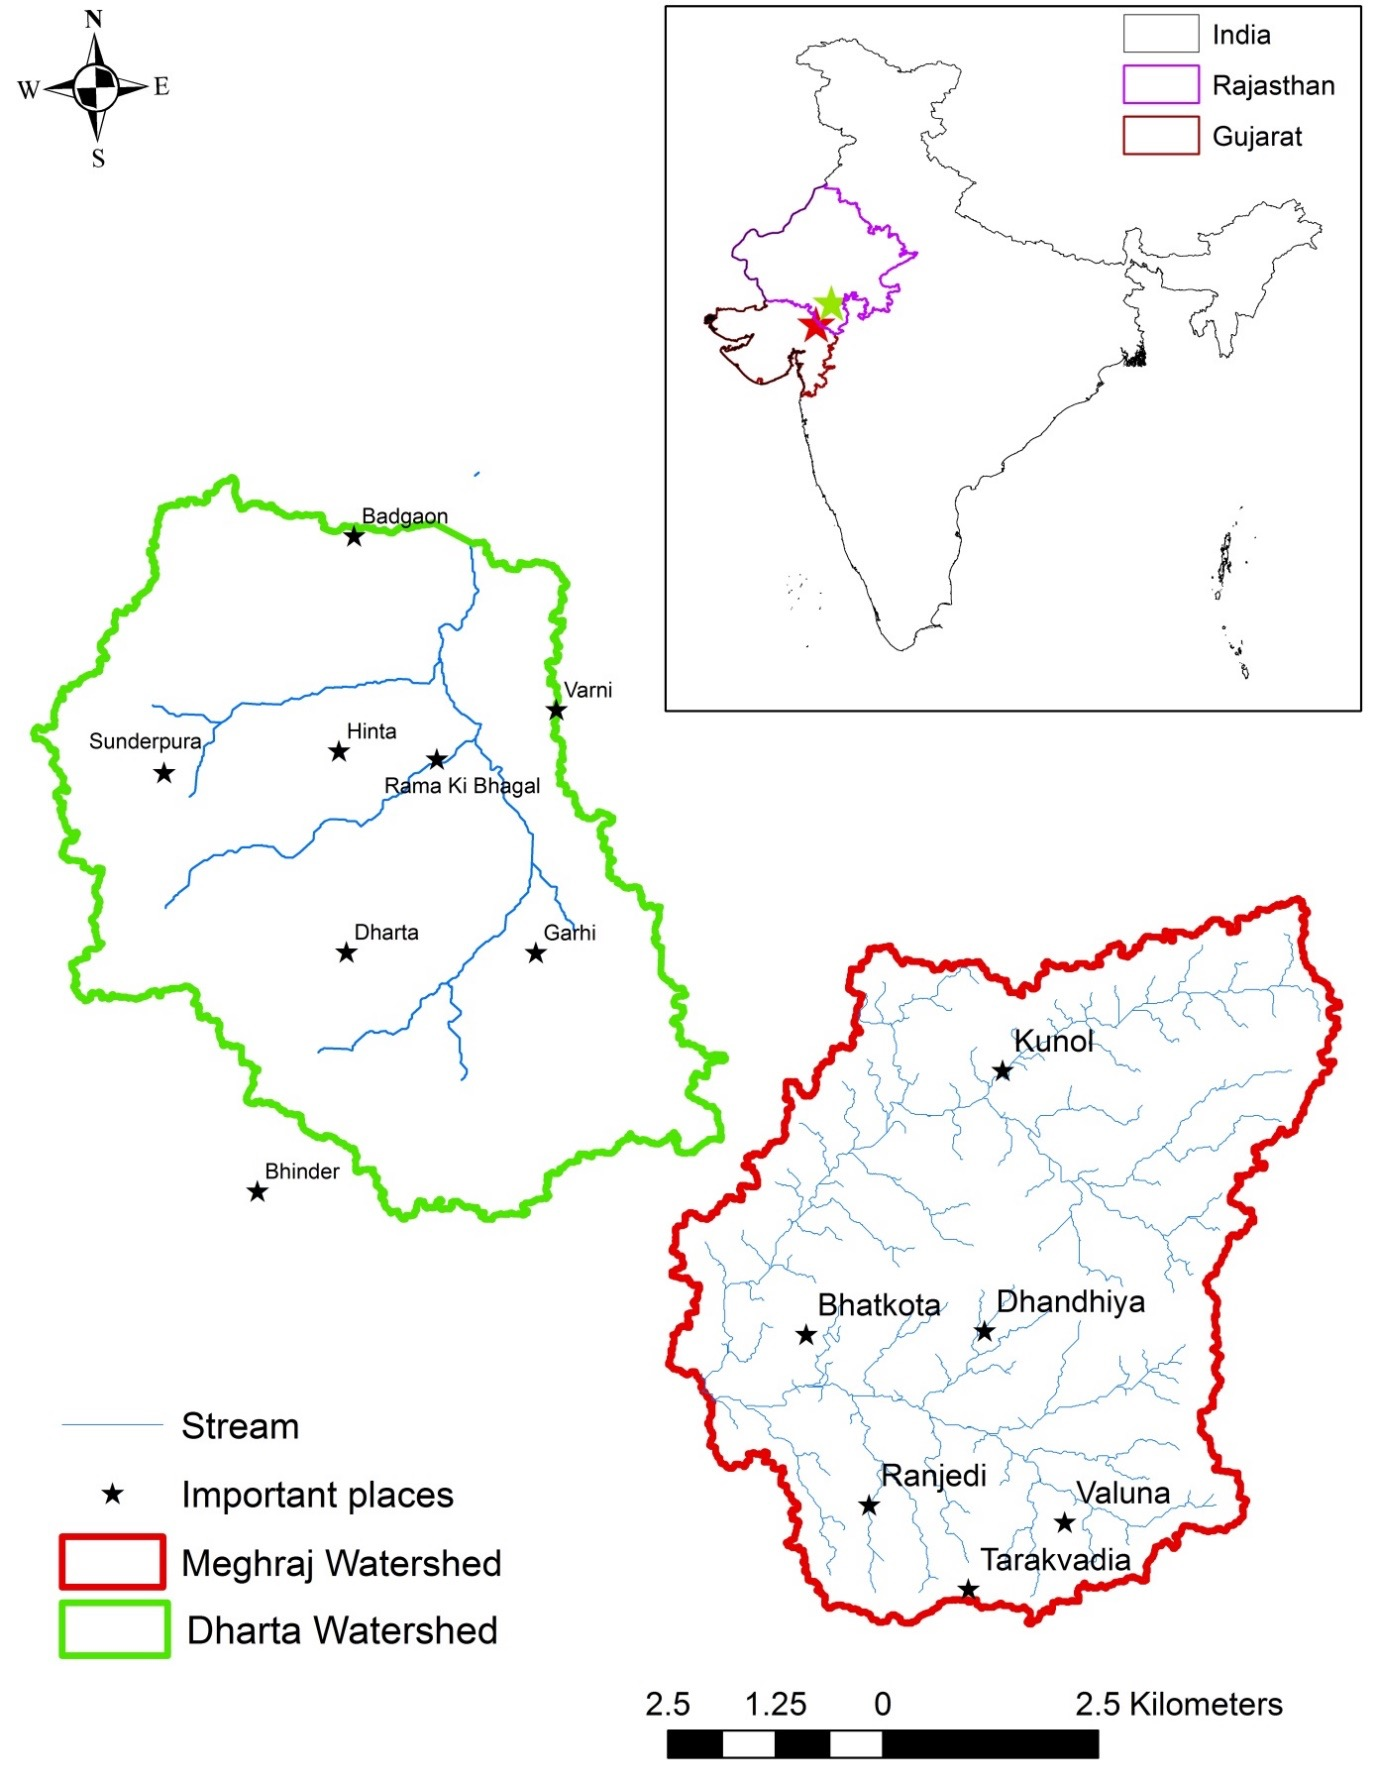 N
W E
S
India
Rajasthan
Gujarat
Badgaon
Varni
Hinta
Sunderpura
Rama Ki Bhagal
Dharta
Garhi
Bhinder
Kunol
Bhatkota
Dhandhiya
Ranjedi
Valuna
Tarakvadia
Stream
Important places
Meghraj Watershed
Dharta Watershed
2.5 1.25 0 2.5 Kilometers